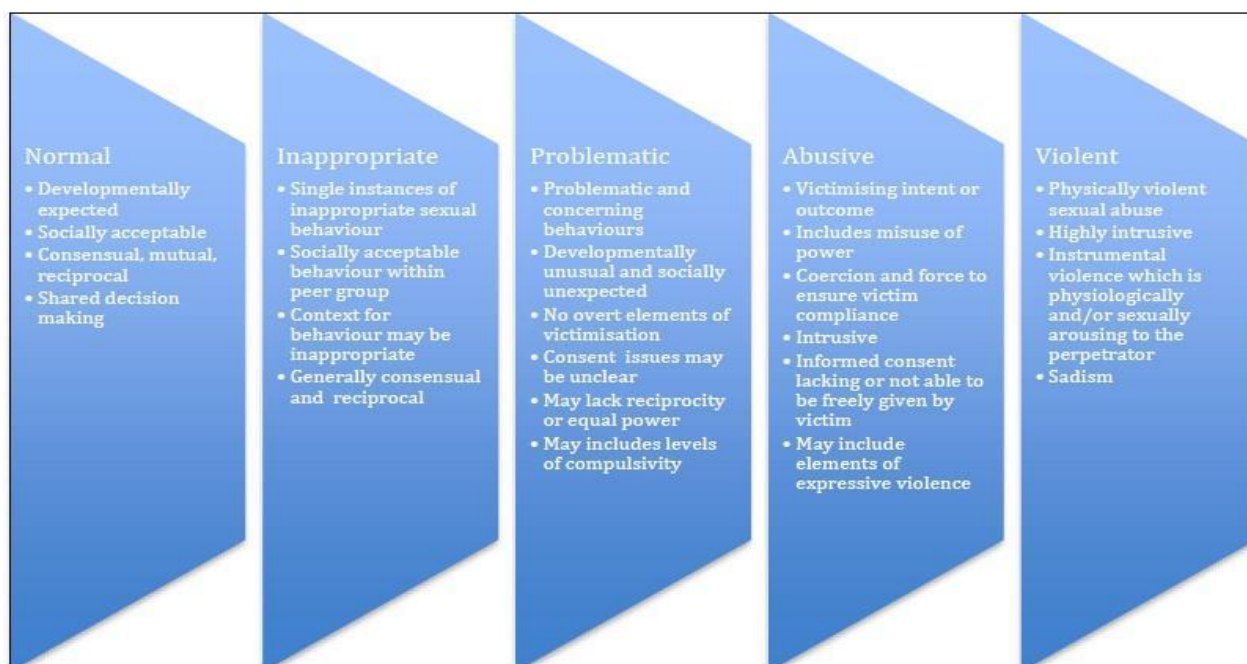 Normal
• Developmentally
expected
• Socially acceptable
• Consensual, mutual,
reciprocal
• Shared decision
making
Inappropriate
• Single instances of
inappropriate sexual
behaviour
• Socially acceptable
behaviour within
peer group
• Context for
behaviour may be
inappropriate
• Generally consensual
and reciprocal
Problematic
• Problematic and
concerning
behaviours
• Developmentally
unusual and socially
unexpected
• No overt elements of
victimisation
• Consent issues may
be unclear
• May lack reciprocity
or equal power
• May includes levels
of compulsivity
Abusive
• Victimising intent or
outcome
• Includes misuse of
power
• Coercion and force to
ensure victim
compliance
• Intrusive
• Informed consent
lacking or not able to
be freely given by
victim
• May include
elements of
expressive violence
Violent
• Physically violent
sexual abuse
• Highly intrusive
• Instrumental
violence which is
physiologically
and/or sexually
arousing to the
perpetrator
• Sadism